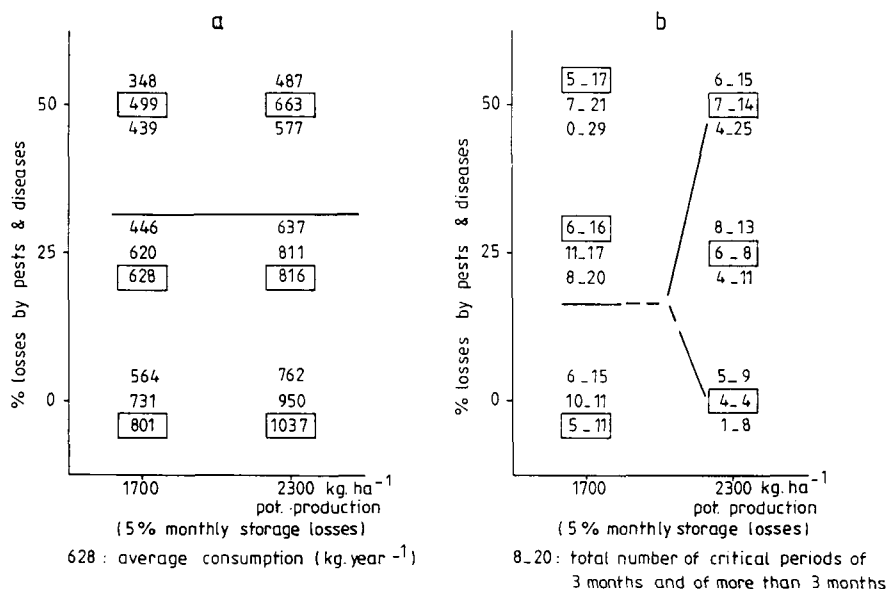 a
% losses by pests & diseases
50
25
0
348 487
499 663
439 577
446 637
620 811
628 816
564 762
731 950
801 1037
1700 2300 kg.ha⁻¹
pot. production
(5% monthly storage losses)
628 : average consumption (kg.year⁻¹)
b
% losses by pests & diseases
50
25
0
5_17 6_15
7_21 7_14
0_29 4_25
6_16 8_13
11_17 6_8
8_20 4_11
6_15 5_9
10_11 4_4
5_11 1_8
1700 2300 kg.ha⁻¹
pot. production
(5% monthly storage losses)
8_20 : total number of critical periods of
3 months and of more than 3 months